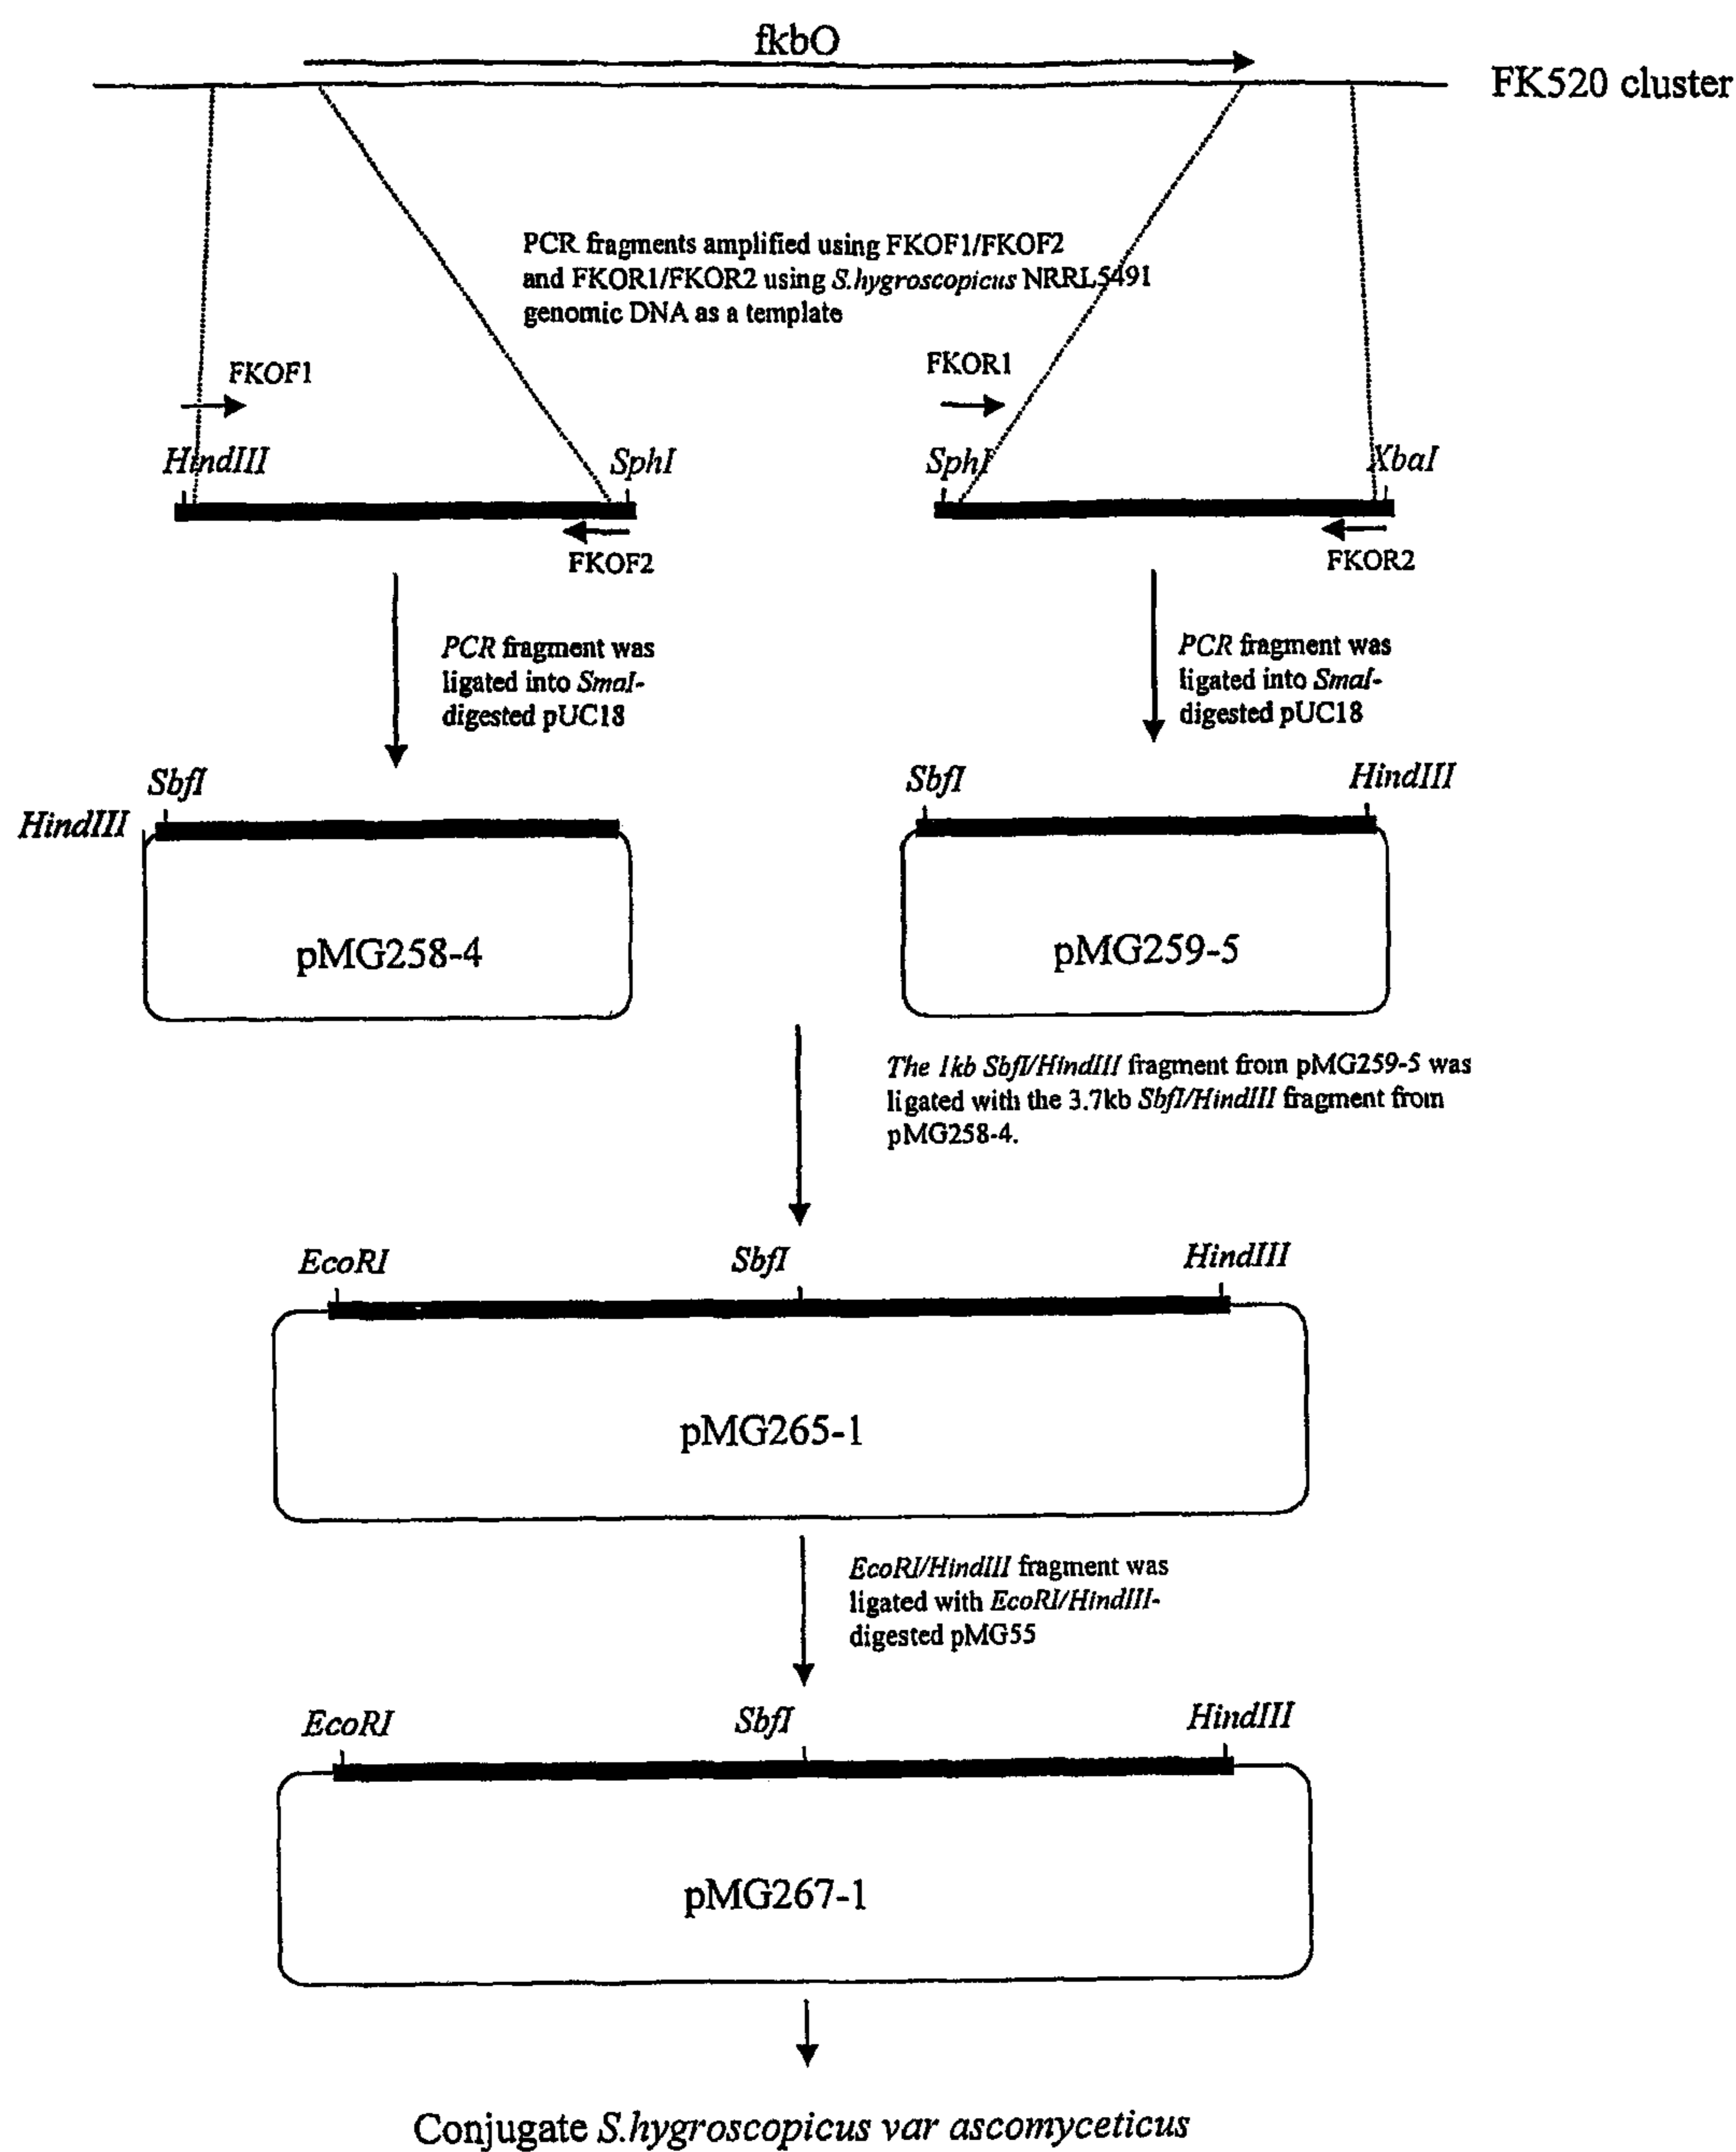 fkbO
FK520 cluster
PCR fragments amplified using FKOF1/FKOF2
and FKOR1/FKOR2 using S.hygroscopicus NRRL5491
genomic DNA as a template
FKOF1
FKOR1
HindIII
SphI
SphI
XbaI
FKOF2
FKOR2
PCR fragment was
ligated into SmaI-
digested pUC18
PCR fragment was
ligated into SmaI-
digested pUC18
SbfI
HindIII
SbfI
HindIII
pMG258-4
pMG259-5
The 1kb SbfI/HindIII fragment from pMG259-5 was
ligated with the 3.7kb SbfI/HindIII fragment from
pMG258-4.
EcoRI
SbfI
HindIII
pMG265-1
EcoRI/HindIII fragment was
ligated with EcoRI/HindIII-
digested pMG55
EcoRI
SbfI
HindIII
pMG267-1
Conjugate S.hygroscopicus var ascomyceticus